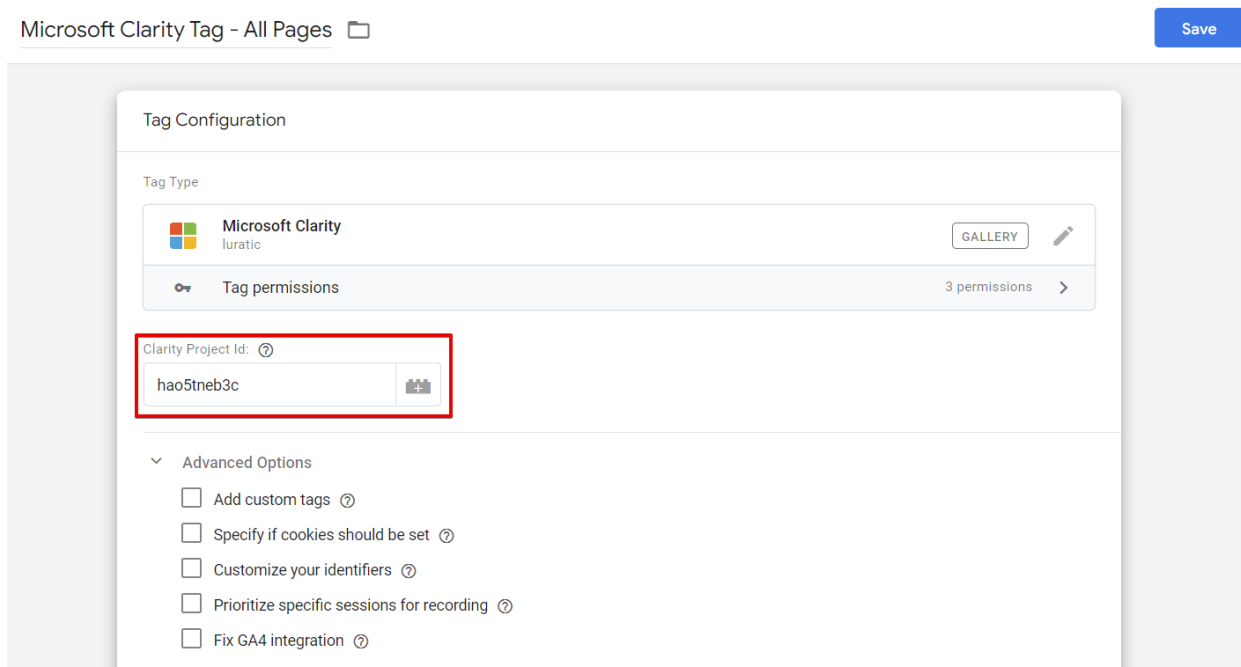 Microsoft Clarity Tag - All Pages
Save
Tag Configuration
Tag Type
Microsoft Clarity
luratic
GALLERY
Tag permissions
3 permissions
Clarity Project Id:
hao5tneb3c
Advanced Options
Add custom tags
Specify if cookies should be set
Customize your identifiers
Prioritize specific sessions for recording
Fix GA4 integration